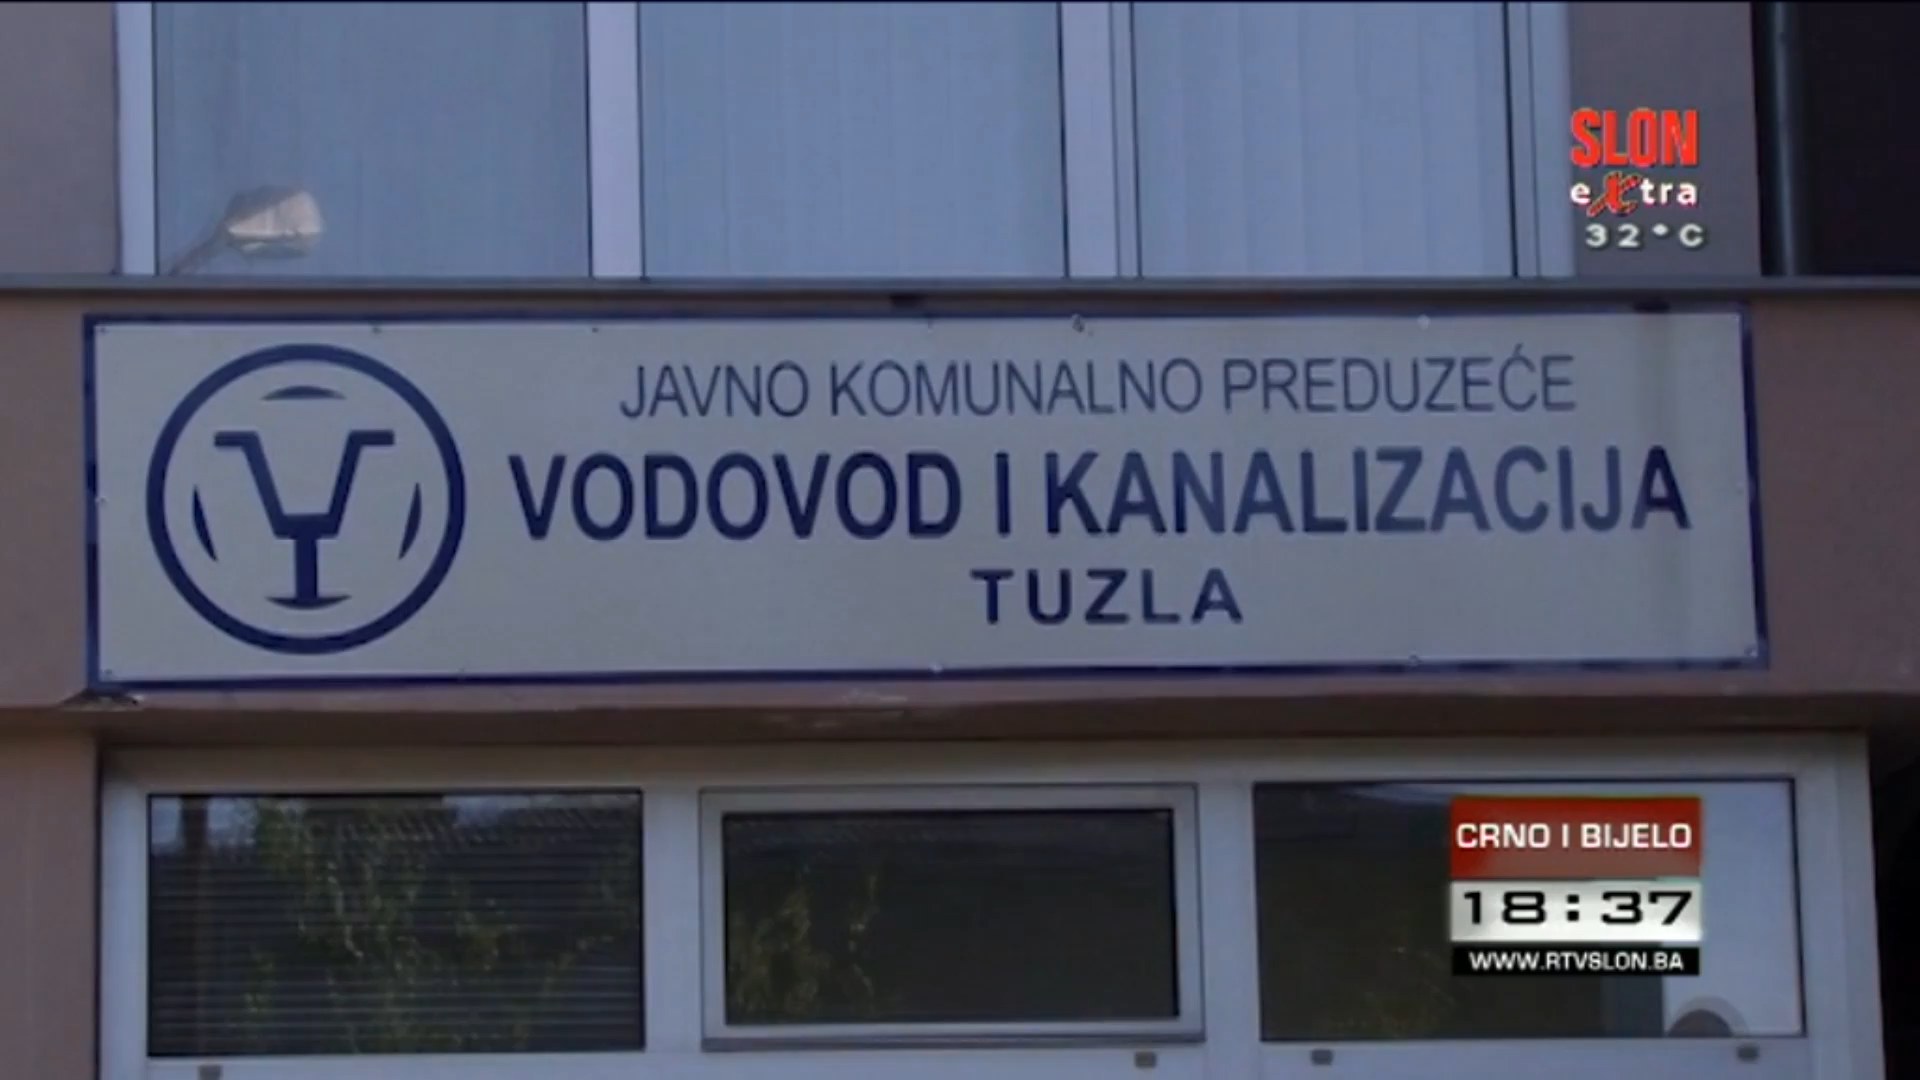 SLON
extra
32°C
JAVNO KOMUNALNO PREDUZEĆE
VODOVOD I KANALIZACIJA
TUZLA
CRNO I BIJELO
18:37
WWW.RTVSLON.BA